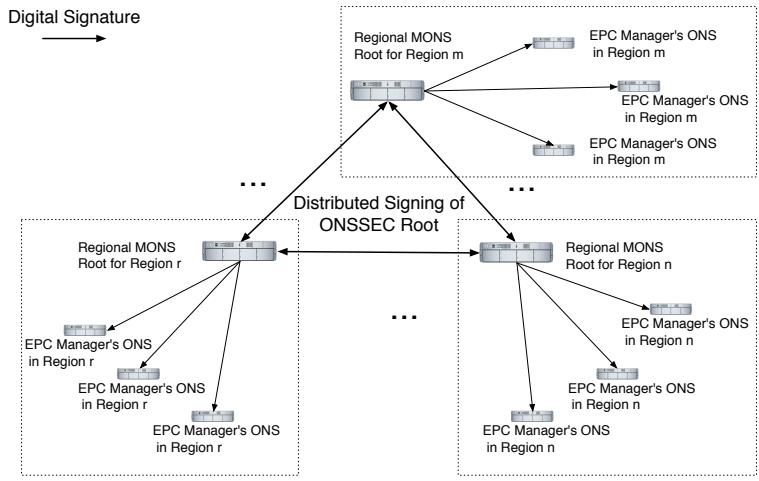 Digital Signature
Regional MONS
Root for Region m
EPC Manager's ONS
in Region m
EPC Manager's ONS
in Region m
EPC Manager's ONS
in Region m
...
...
Distributed Signing of
ONSSEC Root
Regional MONS
Root for Region r
Regional MONS
Root for Region n
...
EPC Manager's ONS
in Region r
EPC Manager's ONS
in Region r
EPC Manager's ONS
in Region r
EPC Manager's ONS
in Region n
EPC Manager's ONS
in Region n
EPC Manager's ONS
in Region n